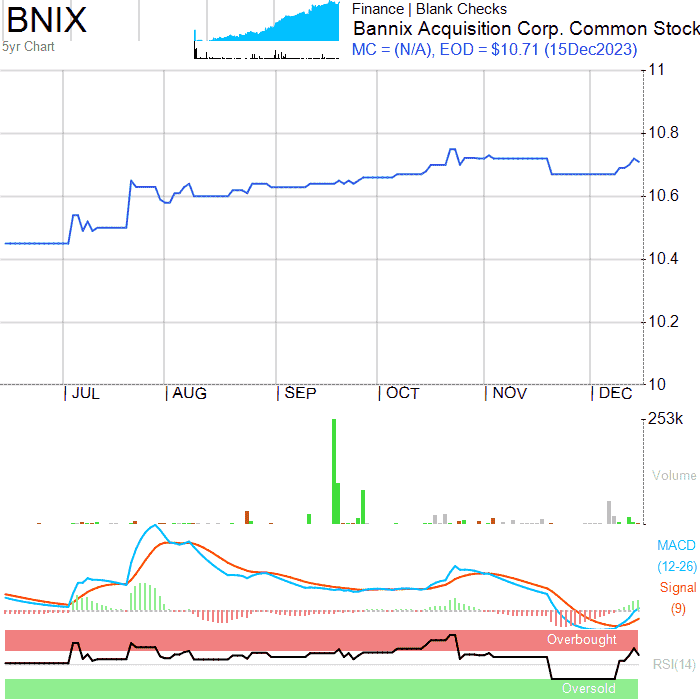 BNIX
5yr Chart
Finance | Blank Checks
Bannix Acquisition Corp. Common Stock
MC = (N/A), EOD = $10.71 (15Dec2023)
11
10.8
10.6
10.4
10.2
10
JUL AUG SEP OCT NOV DEC
253k
Volume
MACD
(12-26)
Signal
(9)
Overbought
RSI(14)
Oversold